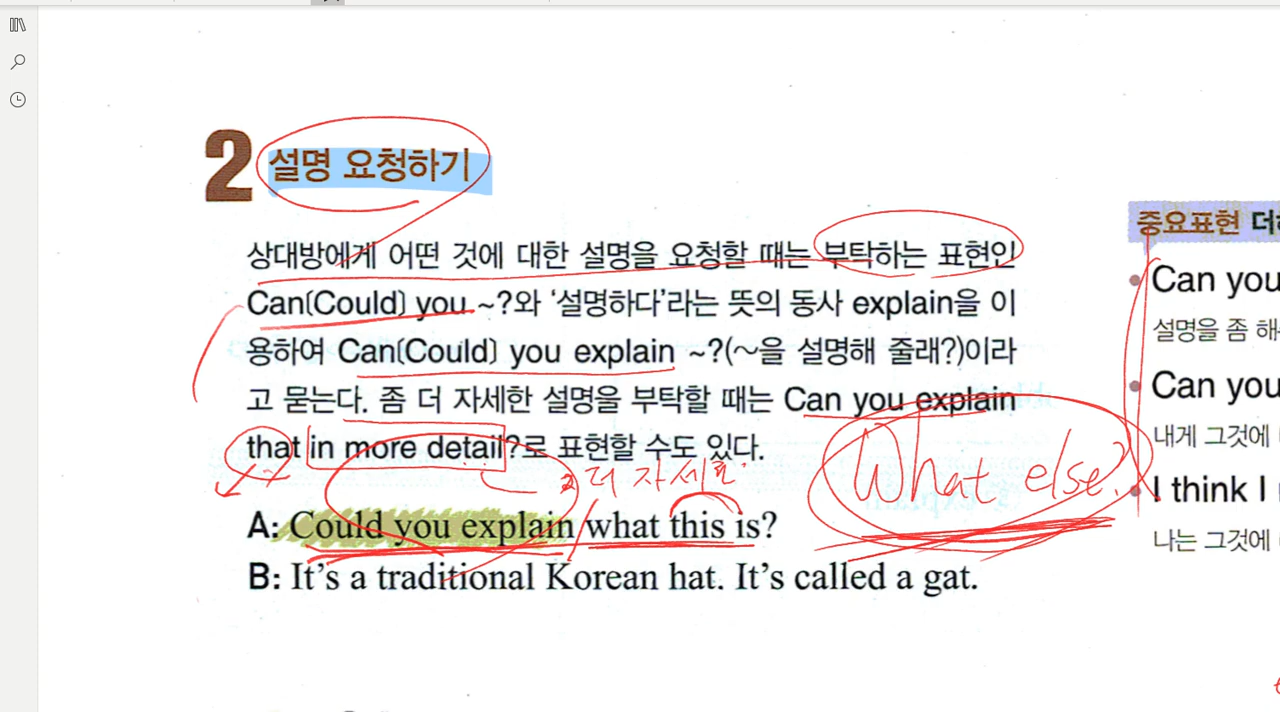 2 설명 요청하기
상대방에게 어떤 것에 대한 설명을 요청할 때는 부탁하는 표현인
Can(Could) you ~?와 ‘설명하다’라는 뜻의 동사 explain을 이
용하여 Can(Could) you explain ~?(～을 설명해 줄래?)이라
고 묻는다. 좀 더 자세한 설명을 부탁할 때는 Can you explain
that in more detail?로 표현할 수도 있다.
더 자세히
What else?
A: Could you explain what this is?
B: It’s a traditional Korean hat. It’s called a gat.
중요표현
Can you
설명을 좀
Can you
내게 그것에
I think I
나는 그것에